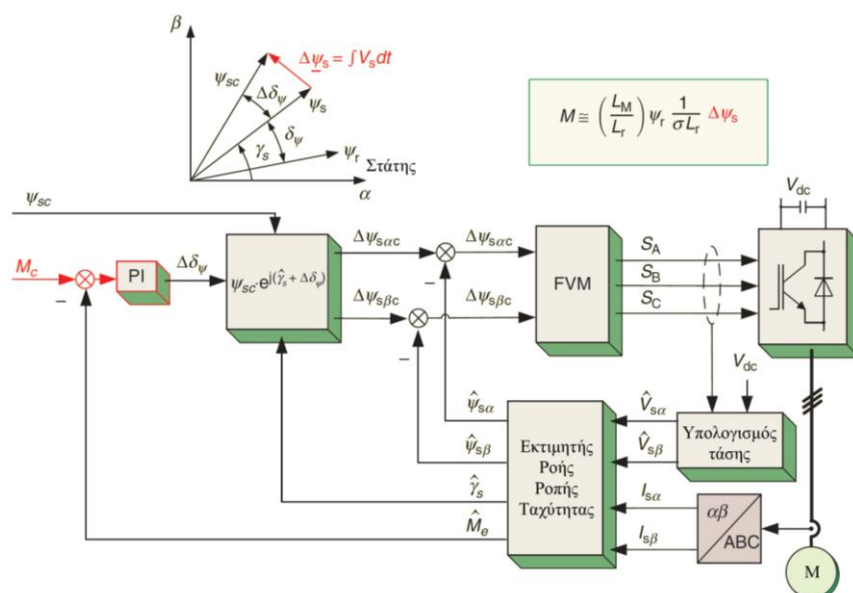 β
ψsc
Δψs = ∫Vsdt
Δδψ
ψs
γs
δψ
ψr
Στάτης
α
M ≅ (LM/Lr) ψr 1/σLr Δψs
Vdc
ψsc
Mc
–
PI
Δδψ
ψsc·e^j(γ̂s + Δδψ)
Δψsαc
Δψsαc
–
Δψsβc
Δψsβc
–
FVM
SA
SB
SC
Vdc
ψ̂sα
ψ̂sβ
γ̂s
M̂e
Εκτιμητής
Ροής
Ροπής
Ταχύτητας
V̂sα
V̂sβ
Isα
Isβ
Υπολογισμός
τάσης
αβ
ABC
M